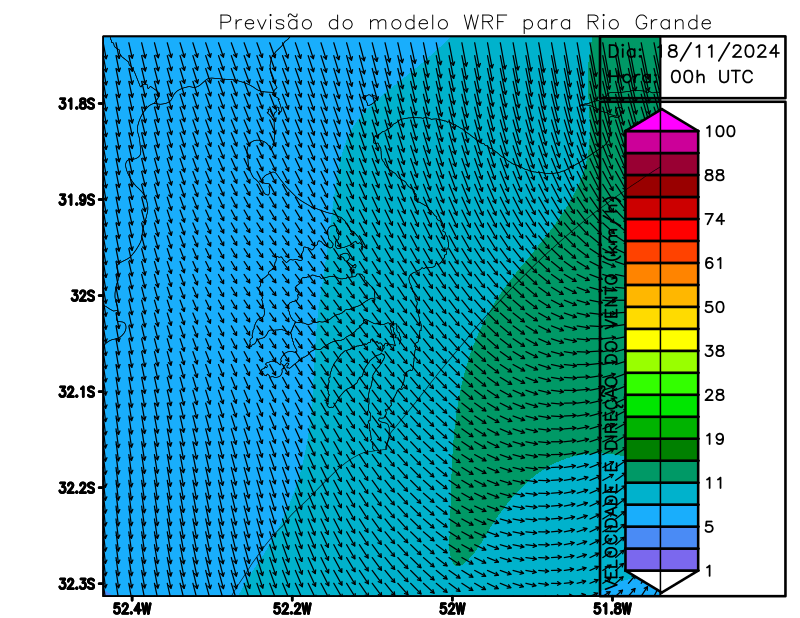 Previsão do modelo WRF para Rio Grande
Dia: 18/11/2024
Hora: 00h UTC
31.8S
31.9S
32S
32.1S
32.2S
32.3S
52.4W
52.2W
52W
51.8W
VELOCIDADE E DIREÇÃO DO VENTO (km/h)
100
88
74
61
50
38
28
19
11
5
1